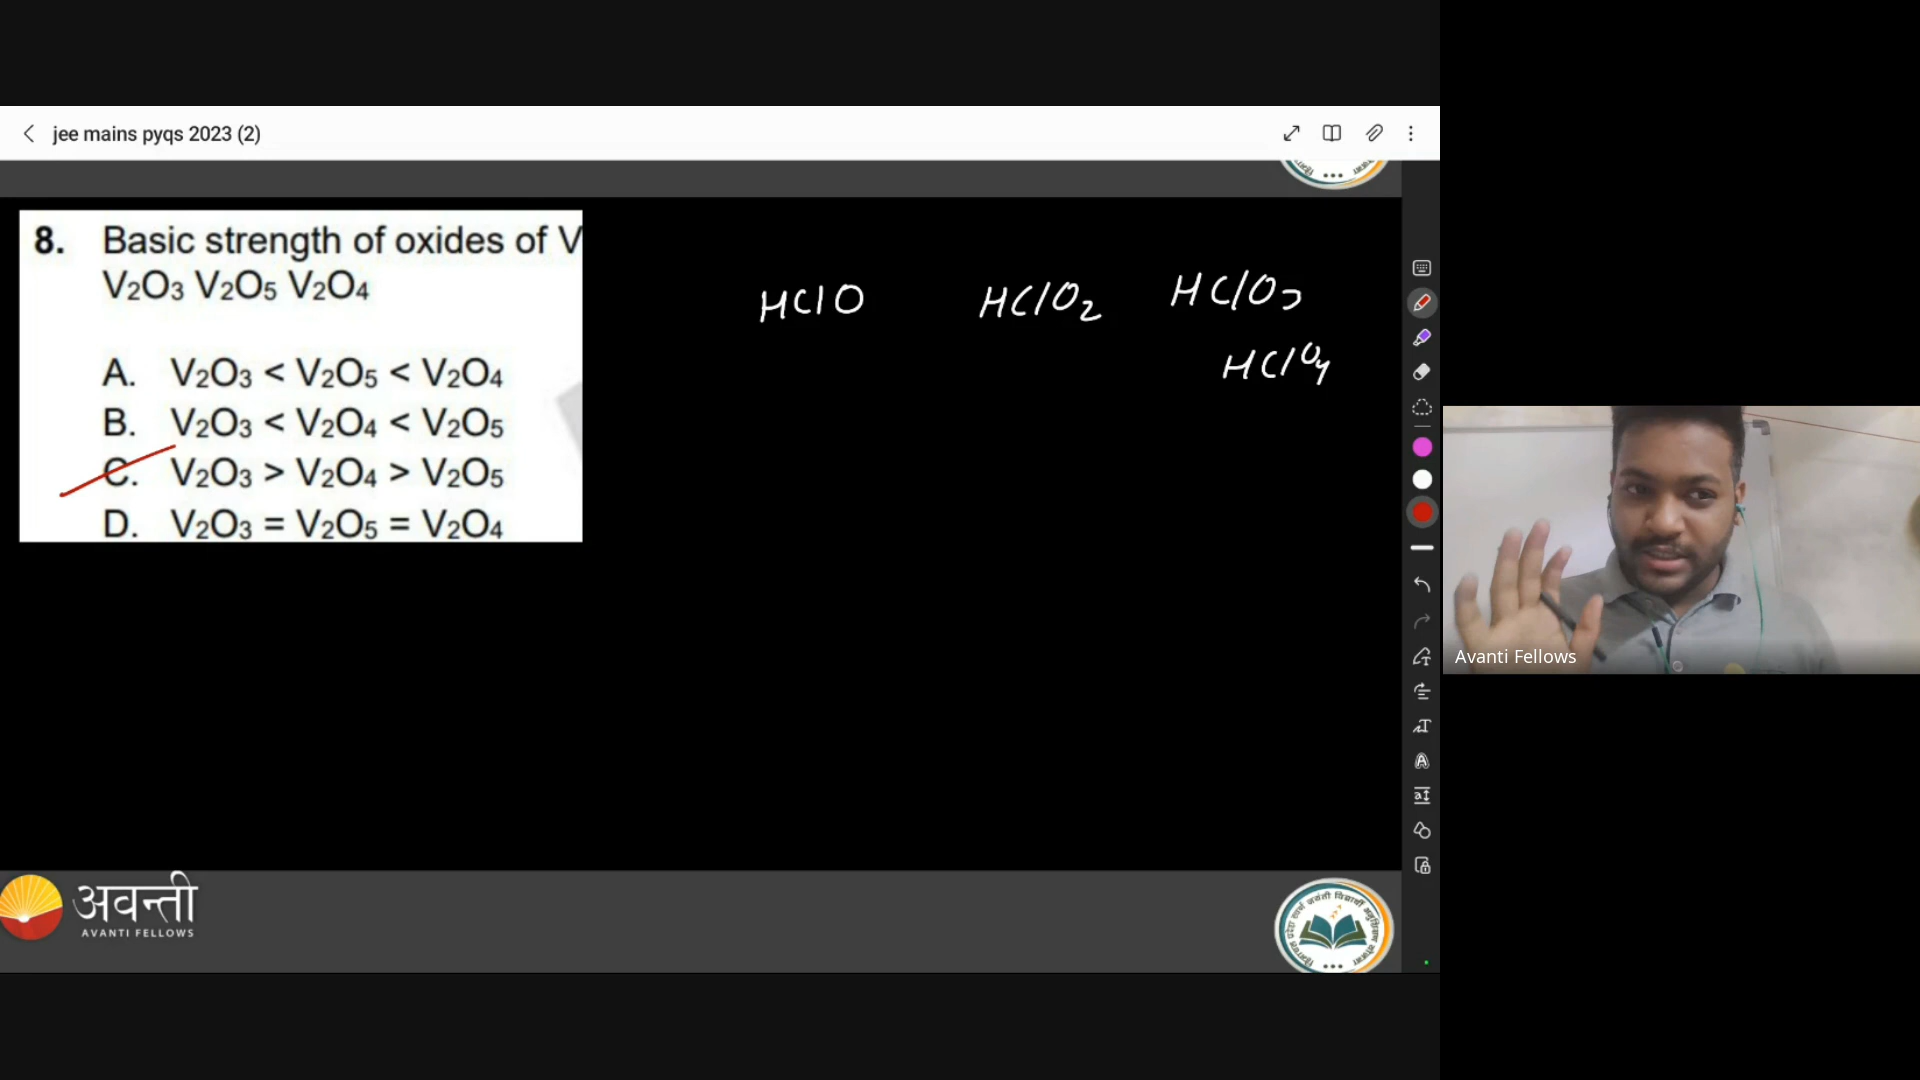 jee mains pyqs 2023 (2)
8. Basic strength of oxides of V
V2O3 V2O5 V2O4
A. V2O3 < V2O5 < V2O4
B. V2O3 < V2O4 < V2O5
C. V2O3 > V2O4 > V2O5
D. V2O3 = V2O5 = V2O4
HClO HClO2 HClO3
HClO4
Avanti Fellows
अवन्ती
AVANTI FELLOWS